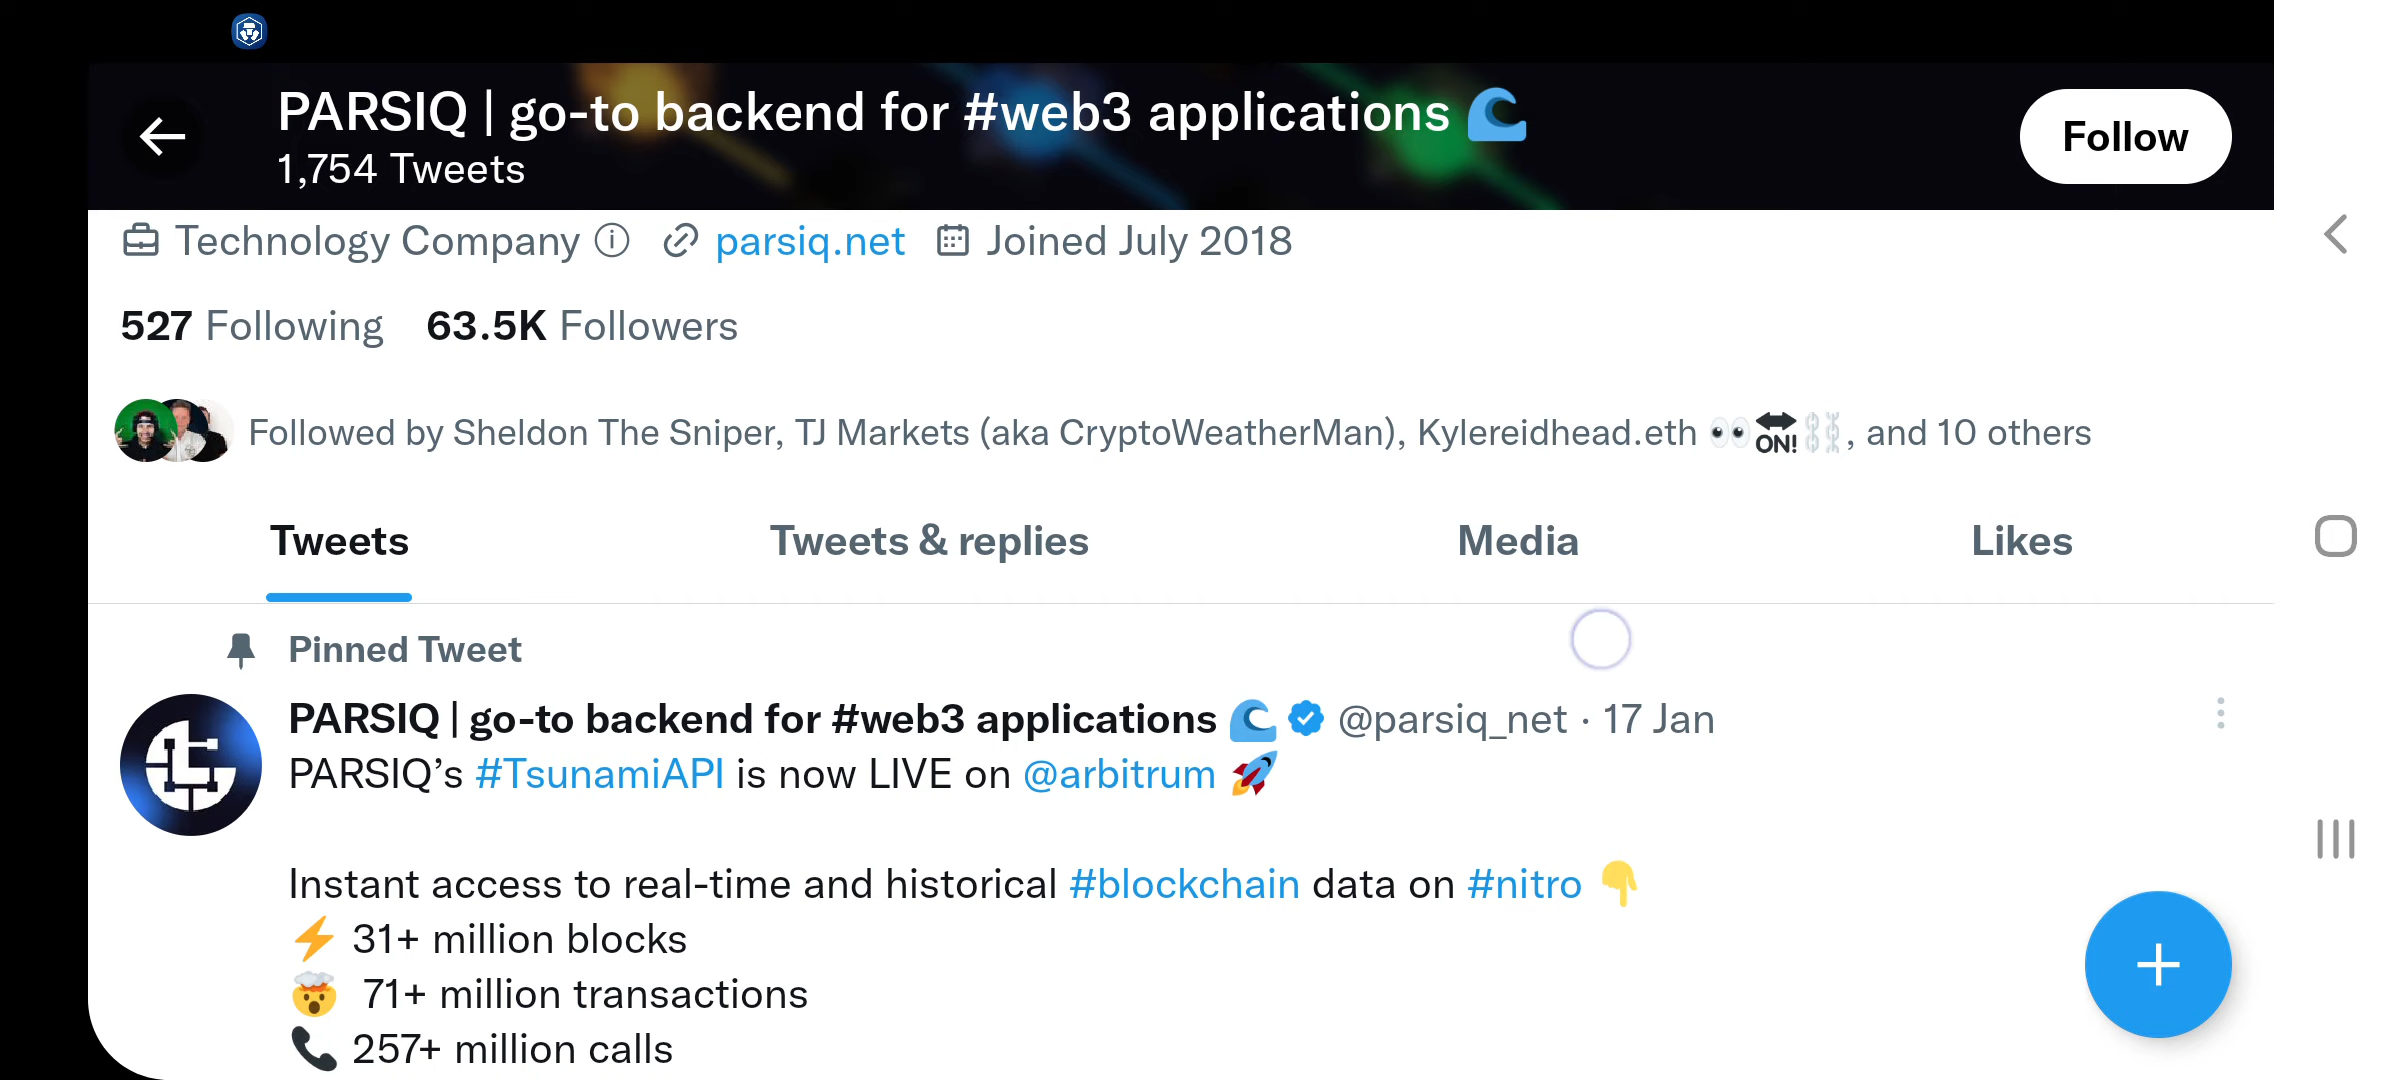 PARSIQ | go-to backend for #web3 applications 🌊
1,754 Tweets
Follow
Technology Company parsiq.net Joined July 2018
527 Following 63.5K Followers
Followed by Sheldon The Sniper, TJ Markets (aka CryptoWeatherMan), Kylereidhead.eth 👀🔛⛓️, and 10 others
Tweets Tweets & replies Media Likes
Pinned Tweet
PARSIQ | go-to backend for #web3 applications 🌊 @parsiq_net · 17 Jan
PARSIQ’s #TsunamiAPI is now LIVE on @arbitrum 🚀
Instant access to real-time and historical #blockchain data on #nitro 👇
⚡ 31+ million blocks
🤯 71+ million transactions
📞 257+ million calls